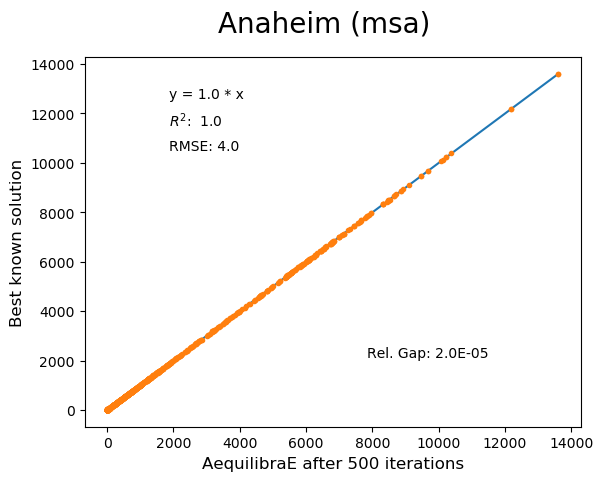 Anaheim (msa)
14000
12000
10000
8000
6000
4000
2000
0
Best known solution
y = 1.0 * x
R²: 1.0
RMSE: 4.0
Rel. Gap: 2.0E-05
0 2000 4000 6000 8000 10000 12000 14000
AequilibraE after 500 iterations